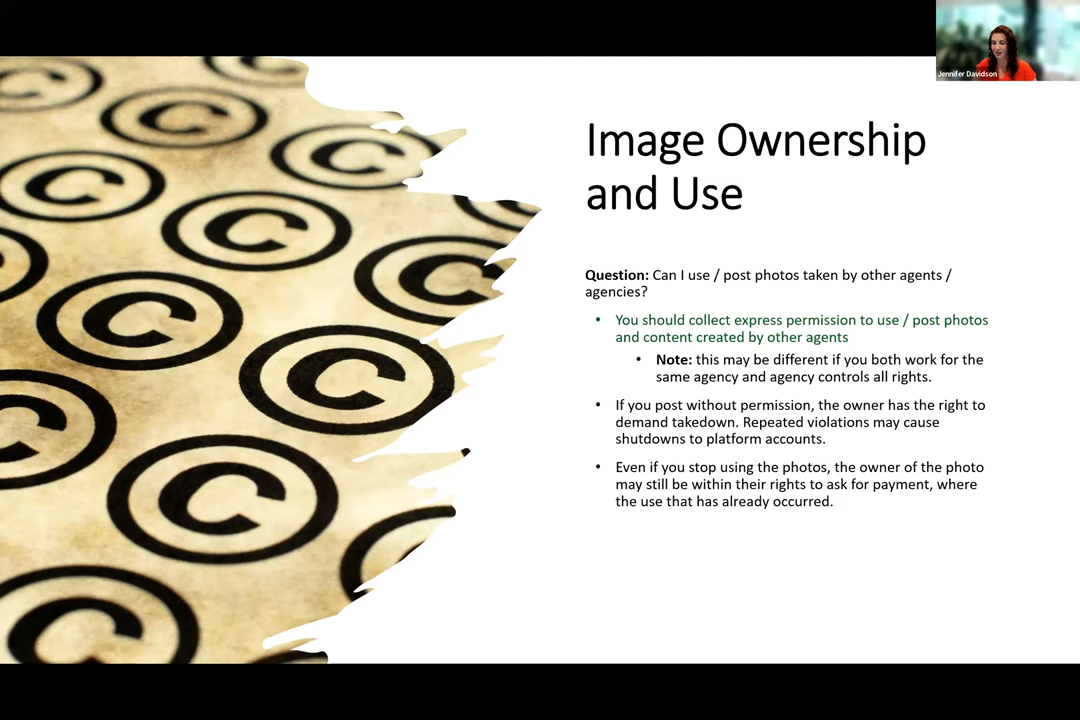 Jennifer Davidson
Image Ownership
and Use
Question: Can I use / post photos taken by other agents /
agencies?
• You should collect express permission to use / post photos
and content created by other agents
• Note: this may be different if you both work for the
same agency and agency controls all rights.
• If you post without permission, the owner has the right to
demand takedown. Repeated violations may cause
shutdowns to platform accounts.
• Even if you stop using the photos, the owner of the photo
may still be within their rights to ask for payment, where
the use that has already occurred.